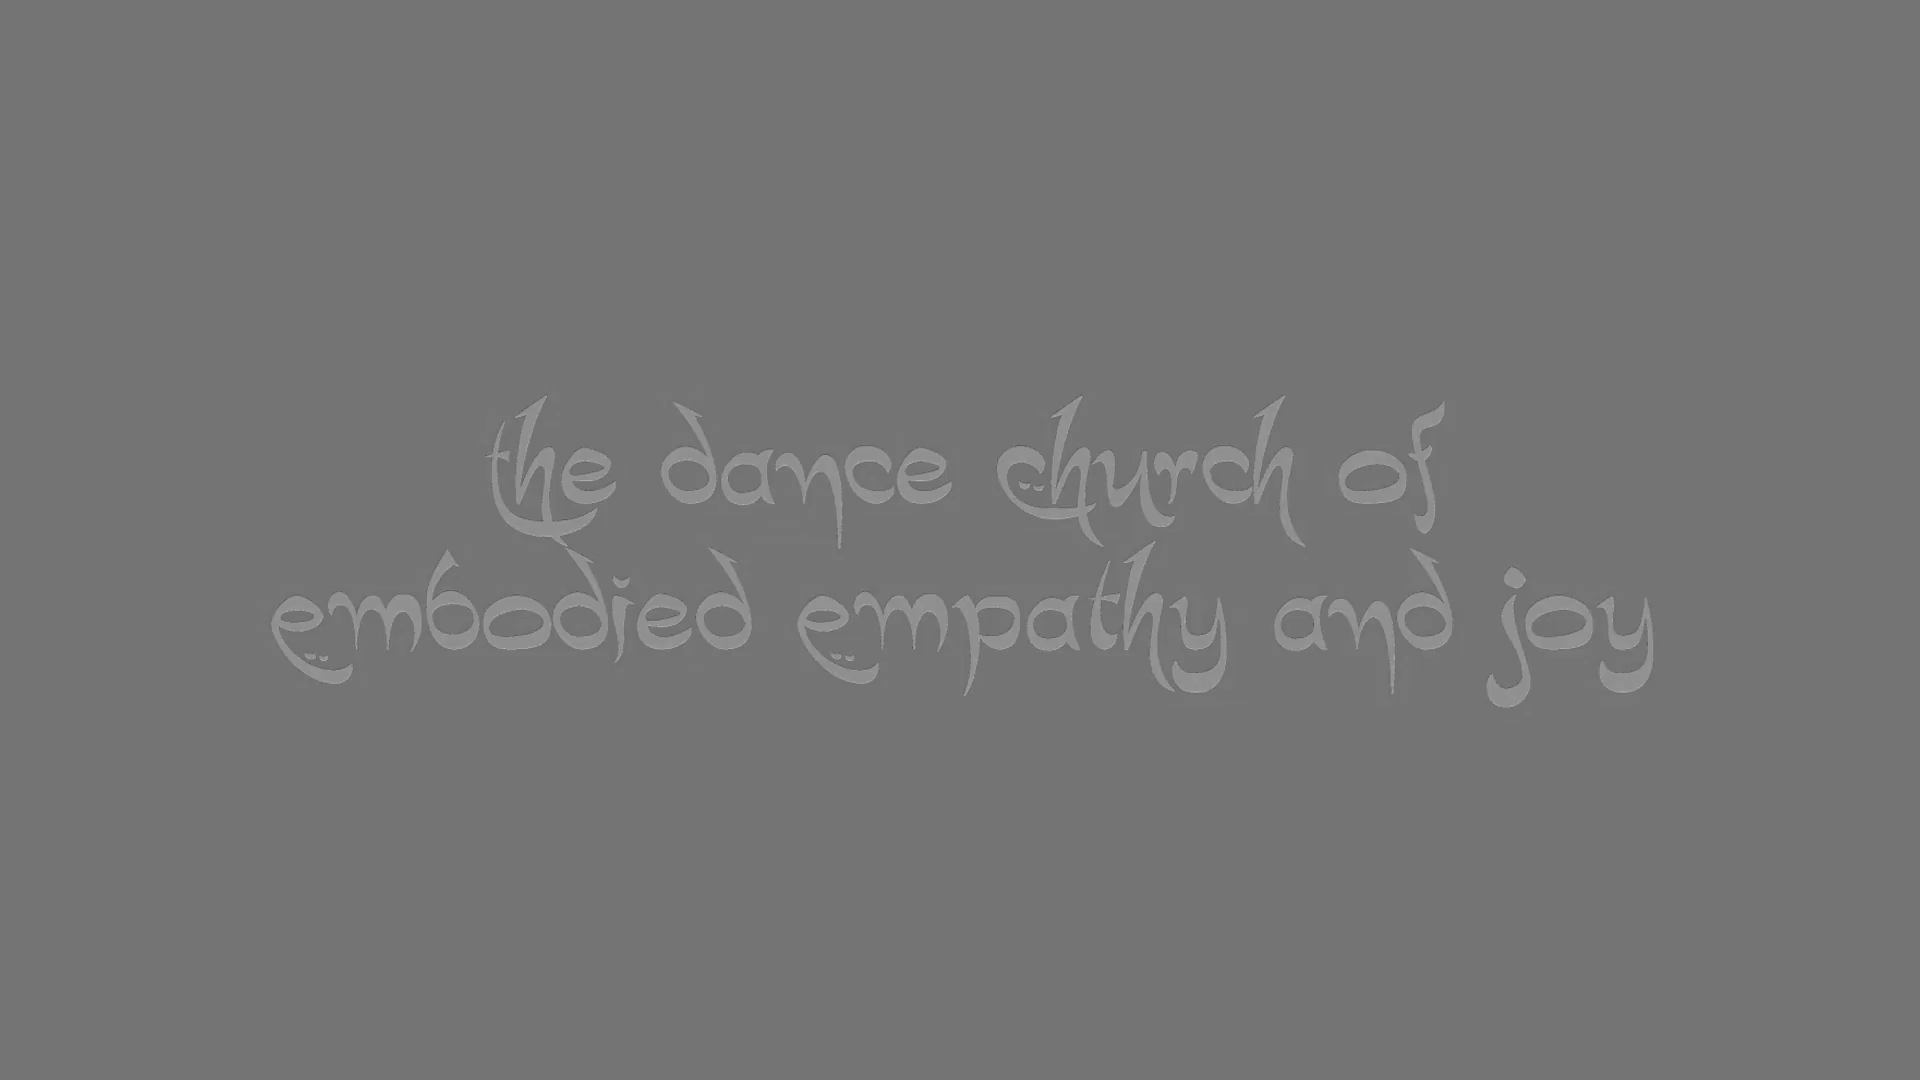 the dance church of
embodied empathy and joy